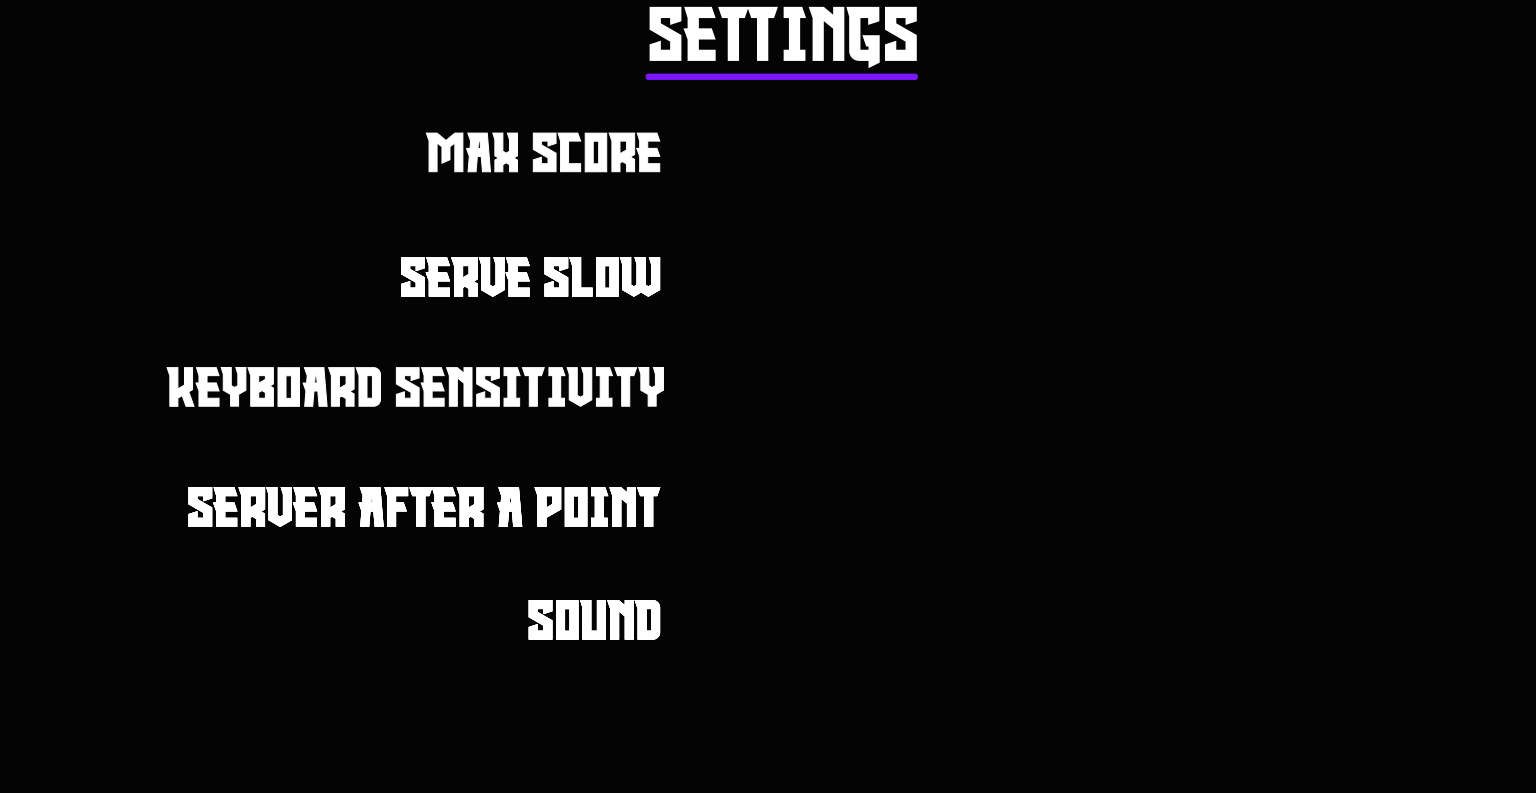 SETTINGS
MAX SCORE
SERVE SLOW
KEYBOARD SENSITIVITY
SERVER AFTER A POINT
SOUND